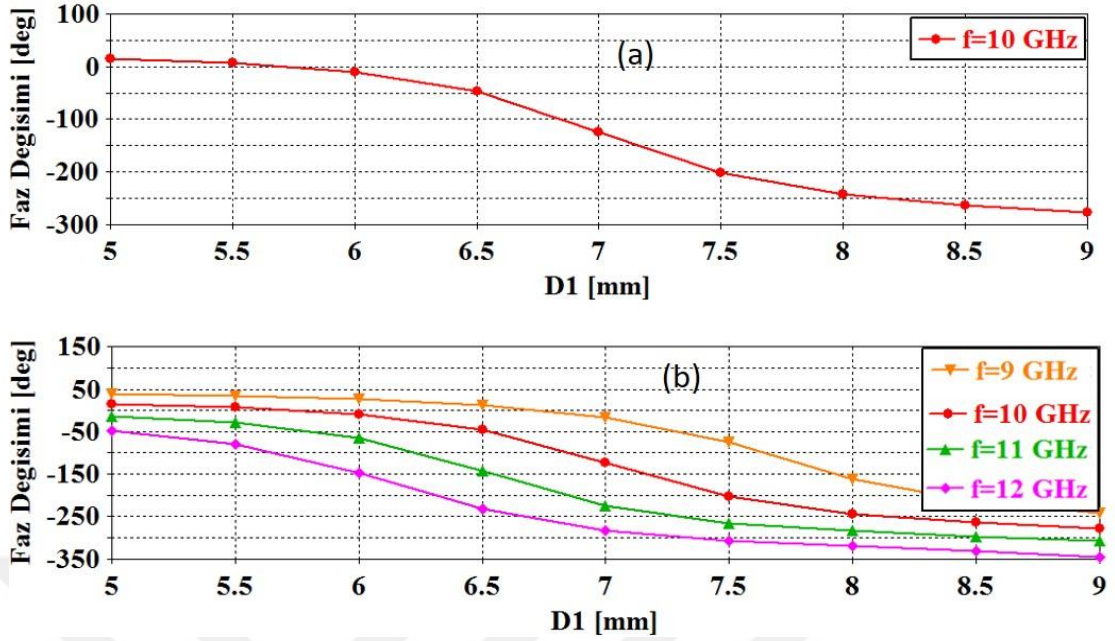 Faz Degisimi [deg]
100
0
-100
-200
-300
(a)
f=10 GHz
5 5.5 6 6.5 7 7.5 8 8.5 9
D1 [mm]
Faz Degisimi [deg]
150
50
-50
-150
-250
-350
(b)
f=9 GHz
f=10 GHz
f=11 GHz
f=12 GHz
5 5.5 6 6.5 7 7.5 8 8.5 9
D1 [mm]